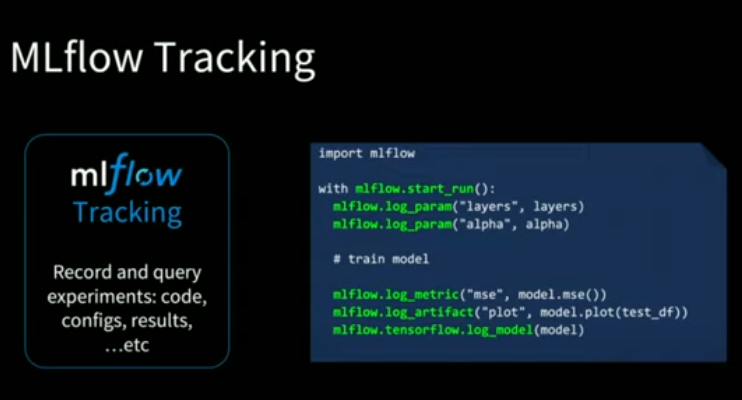 MLflow Tracking
mlflow
Tracking
Record and query
experiments: code,
configs, results,
...etc
import mlflow
with mlflow.start_run():
mlflow.log_param("layers", layers)
mlflow.log_param("alpha", alpha)
# train model
mlflow.log_metric("mse", model.mse())
mlflow.log_artifact("plot", model.plot(test_df))
mlflow.tensorflow.log_model(model)